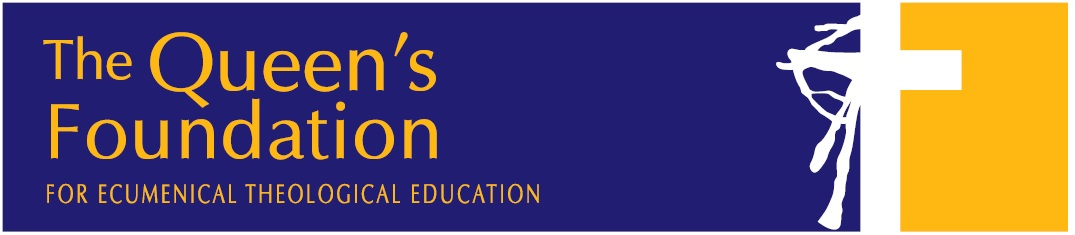 The Queen's
Foundation
FOR ECUMENICAL THEOLOGICAL EDUCATION